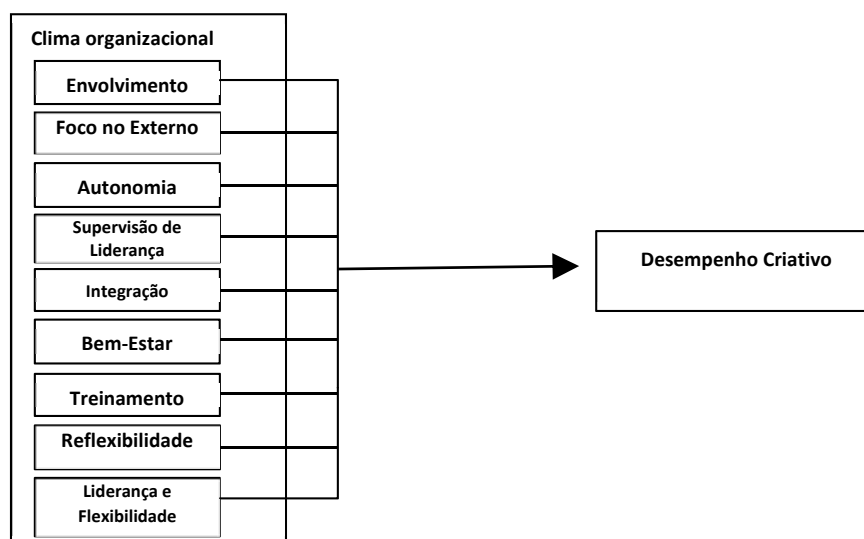 Clima organizacional
Envolvimento
Foco no Externo
Autonomia
Supervisão de
Liderança
Integração
Bem-Estar
Treinamento
Reflexibilidade
Liderança e
Flexibilidade
Desempenho Criativo